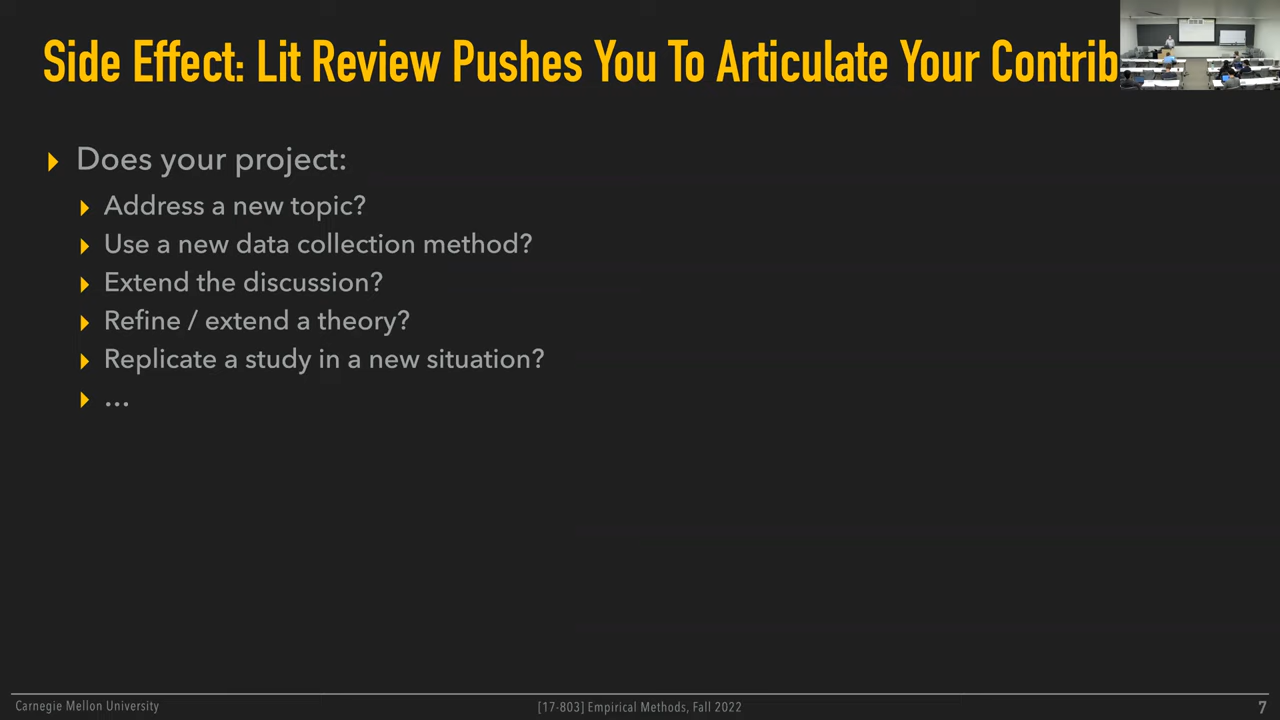 Side Effect: Lit Review Pushes You To Articulate Your Contrib
Does your project:
Address a new topic?
Use a new data collection method?
Extend the discussion?
Refine / extend a theory?
Replicate a study in a new situation?
...
Carnegie Mellon University
[17-803] Empirical Methods, Fall 2022
7